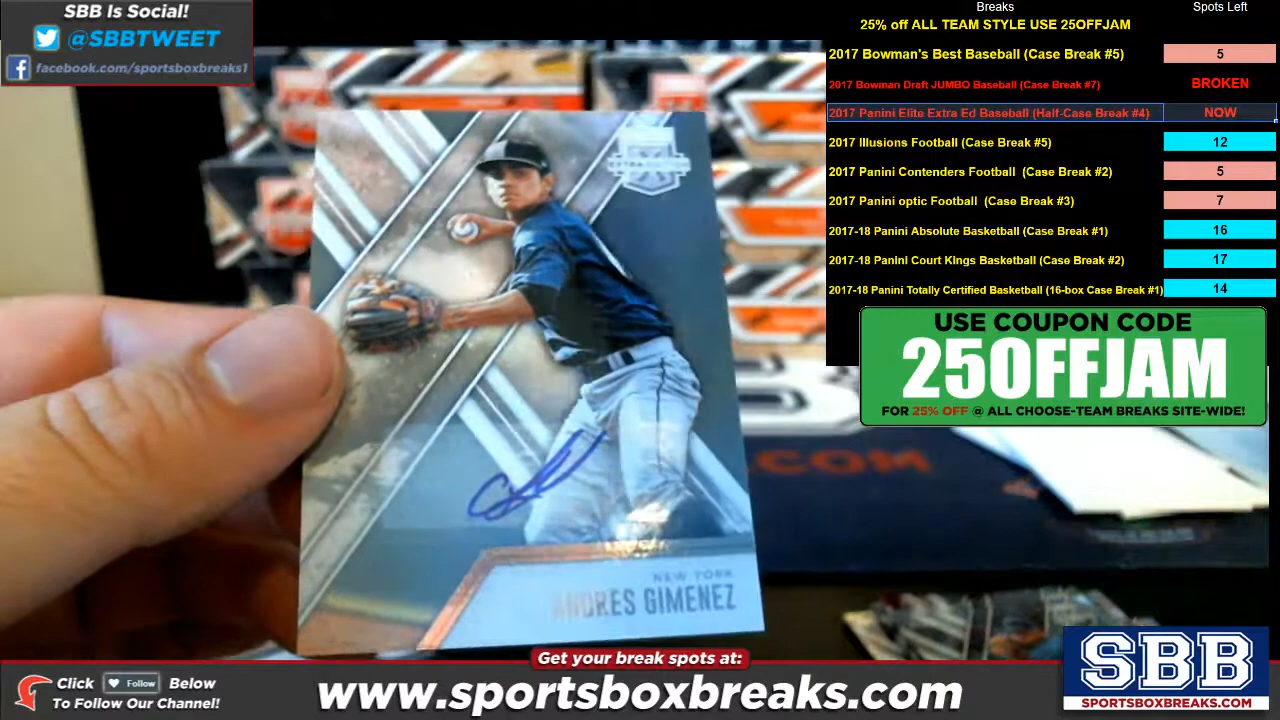 SBB Is Social!
@SBBTWEET
facebook.com/sportsboxbreaks1
Breaks Spots Left
25% off ALL TEAM STYLE USE 25OFFJAM
2017 Bowman's Best Baseball (Case Break #5) 5
2017 Bowman Draft JUMBO Baseball (Case Break #7) BROKEN
2017 Panini Elite Extra Ed Baseball (Half-Case Break #4) NOW
2017 Illusions Football (Case Break #5) 12
2017 Panini Contenders Football (Case Break #2) 5
2017 Panini optic Football (Case Break #3) 7
2017-18 Panini Absolute Basketball (Case Break #1) 16
2017-18 Panini Court Kings Basketball (Case Break #2) 17
2017-18 Panini Totally Certified Basketball (16-box Case Break #1) 14
USE COUPON CODE
25OFFJAM
FOR 25% OFF @ ALL CHOOSE-TEAM BREAKS SITE-WIDE!
EXTRA EDITION
.COM
NEW YORK
ANDRES GIMENEZ
Get your break spots at:
Click Follow Below
To Follow Our Channel!
www.sportsboxbreaks.com
SBB
SPORTSBOXBREAKS.COM